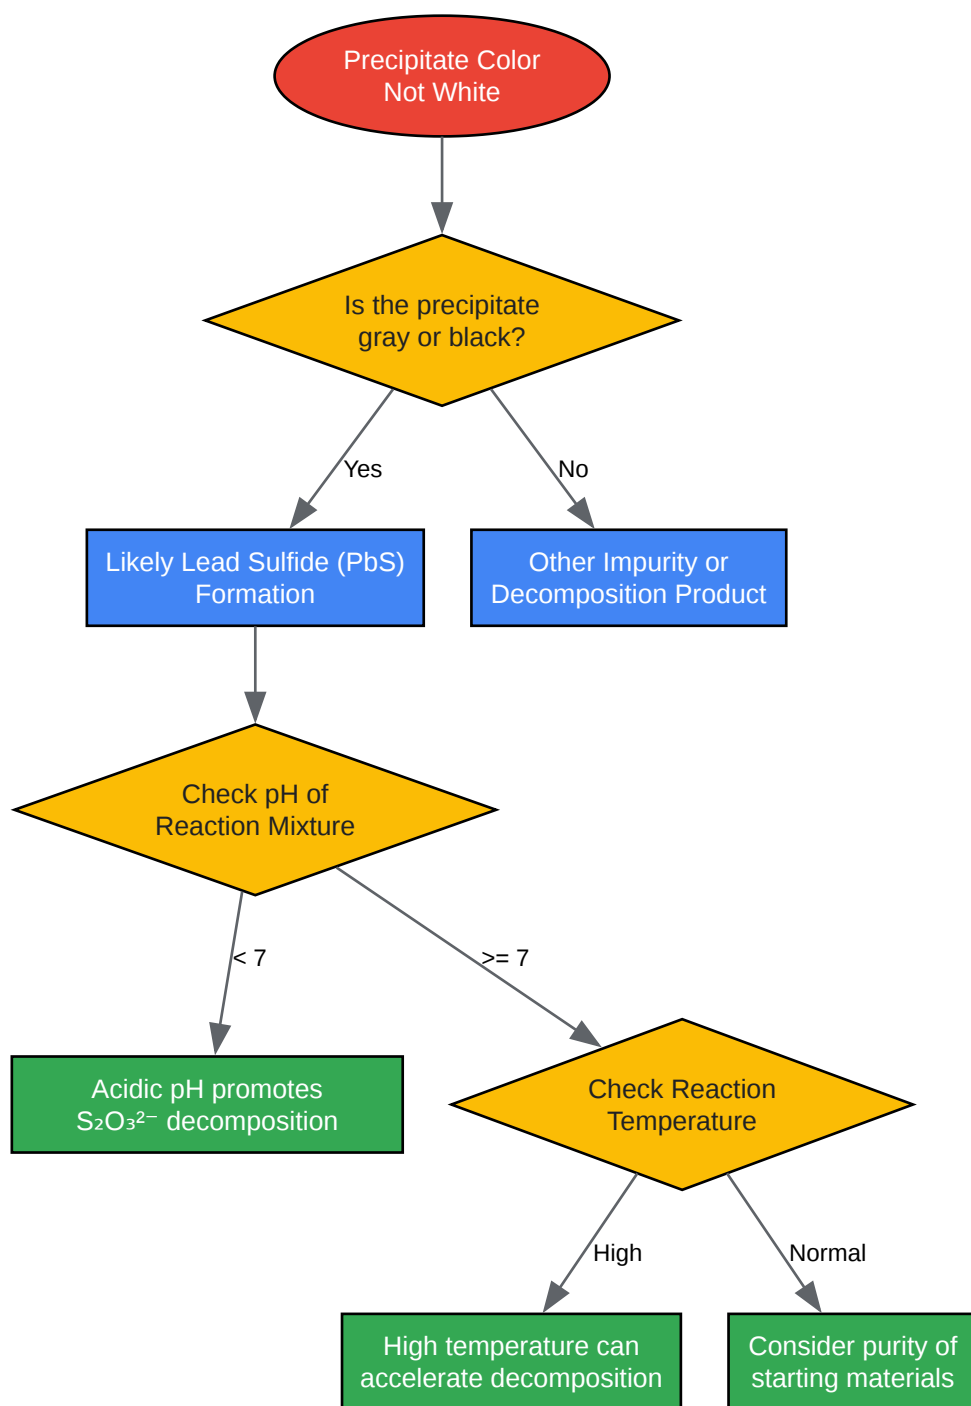 Precipitate Color
Not White
Is the precipitate
gray or black?
Yes
No
Likely Lead Sulfide (PbS)
Formation
Other Impurity or
Decomposition Product
Check pH of
Reaction Mixture
< 7
>= 7
Acidic pH promotes
S₂O₃²⁻ decomposition
Check Reaction
Temperature
High
Normal
High temperature can
accelerate decomposition
Consider purity of
starting materials